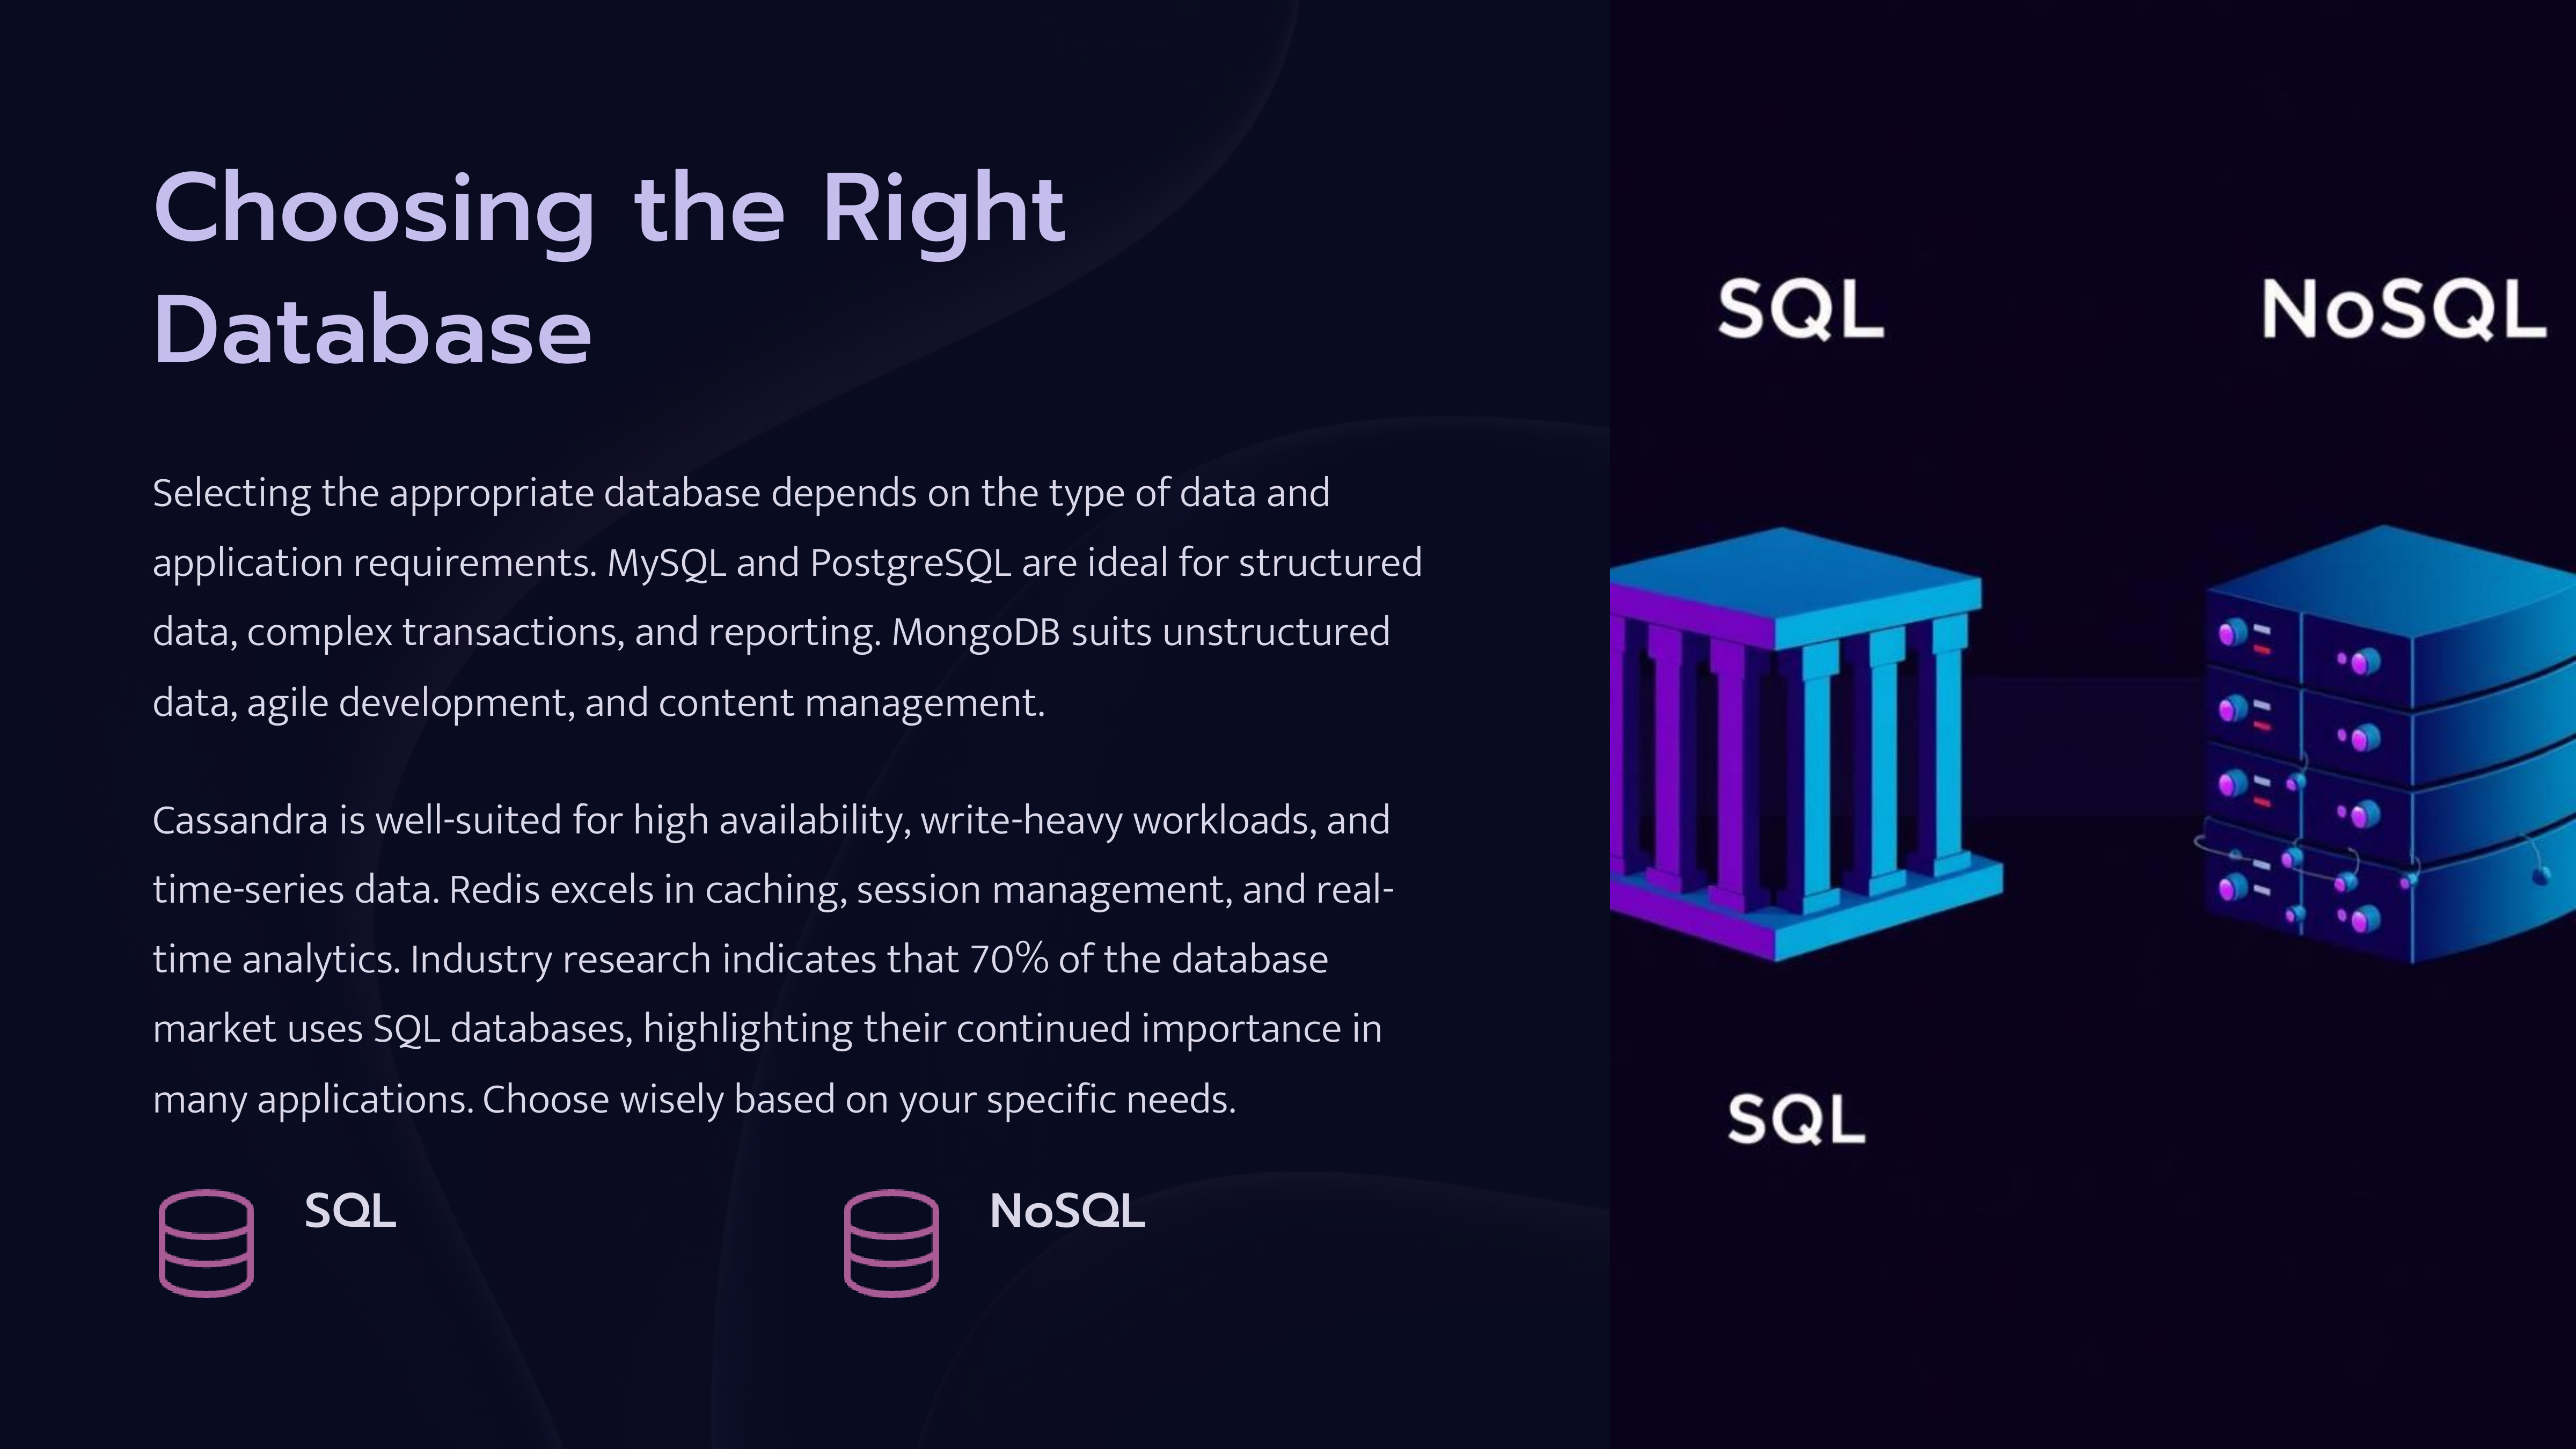 Choosing the Right
Database
Selecting the appropriate database depends on the type of data and
application requirements. MySQL and PostgreSQL are ideal for structured
data, complex transactions, and reporting. MongoDB suits unstructured
data, agile development, and content management.
Cassandra is well-suited for high availability, write-heavy workloads, and
time-series data. Redis excels in caching, session management, and real-
time analytics. Industry research indicates that 70% of the database
market uses SQL databases, highlighting their continued importance in
many applications. Choose wisely based on your specific needs.
SQL
NoSQL
SQL
NoSQL
SQL